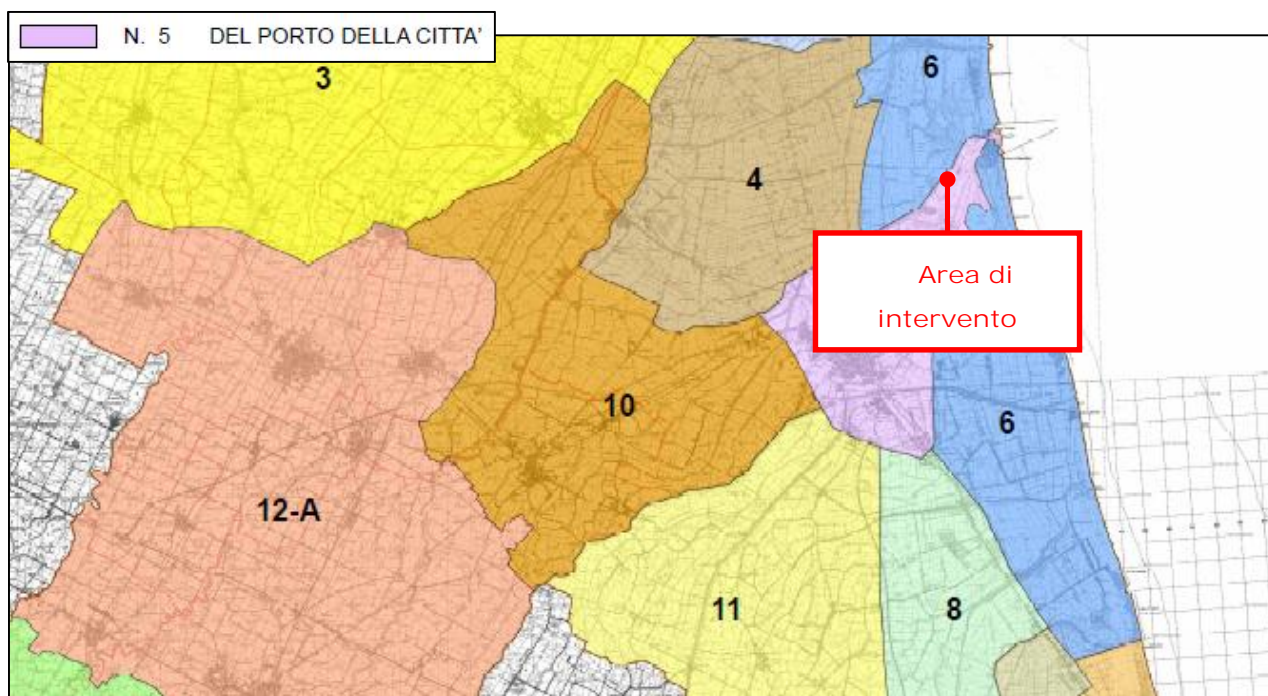 N. 5 DEL PORTO DELLA CITTA'
3
6
4
Area di
intervento
10
6
12-A
11
8